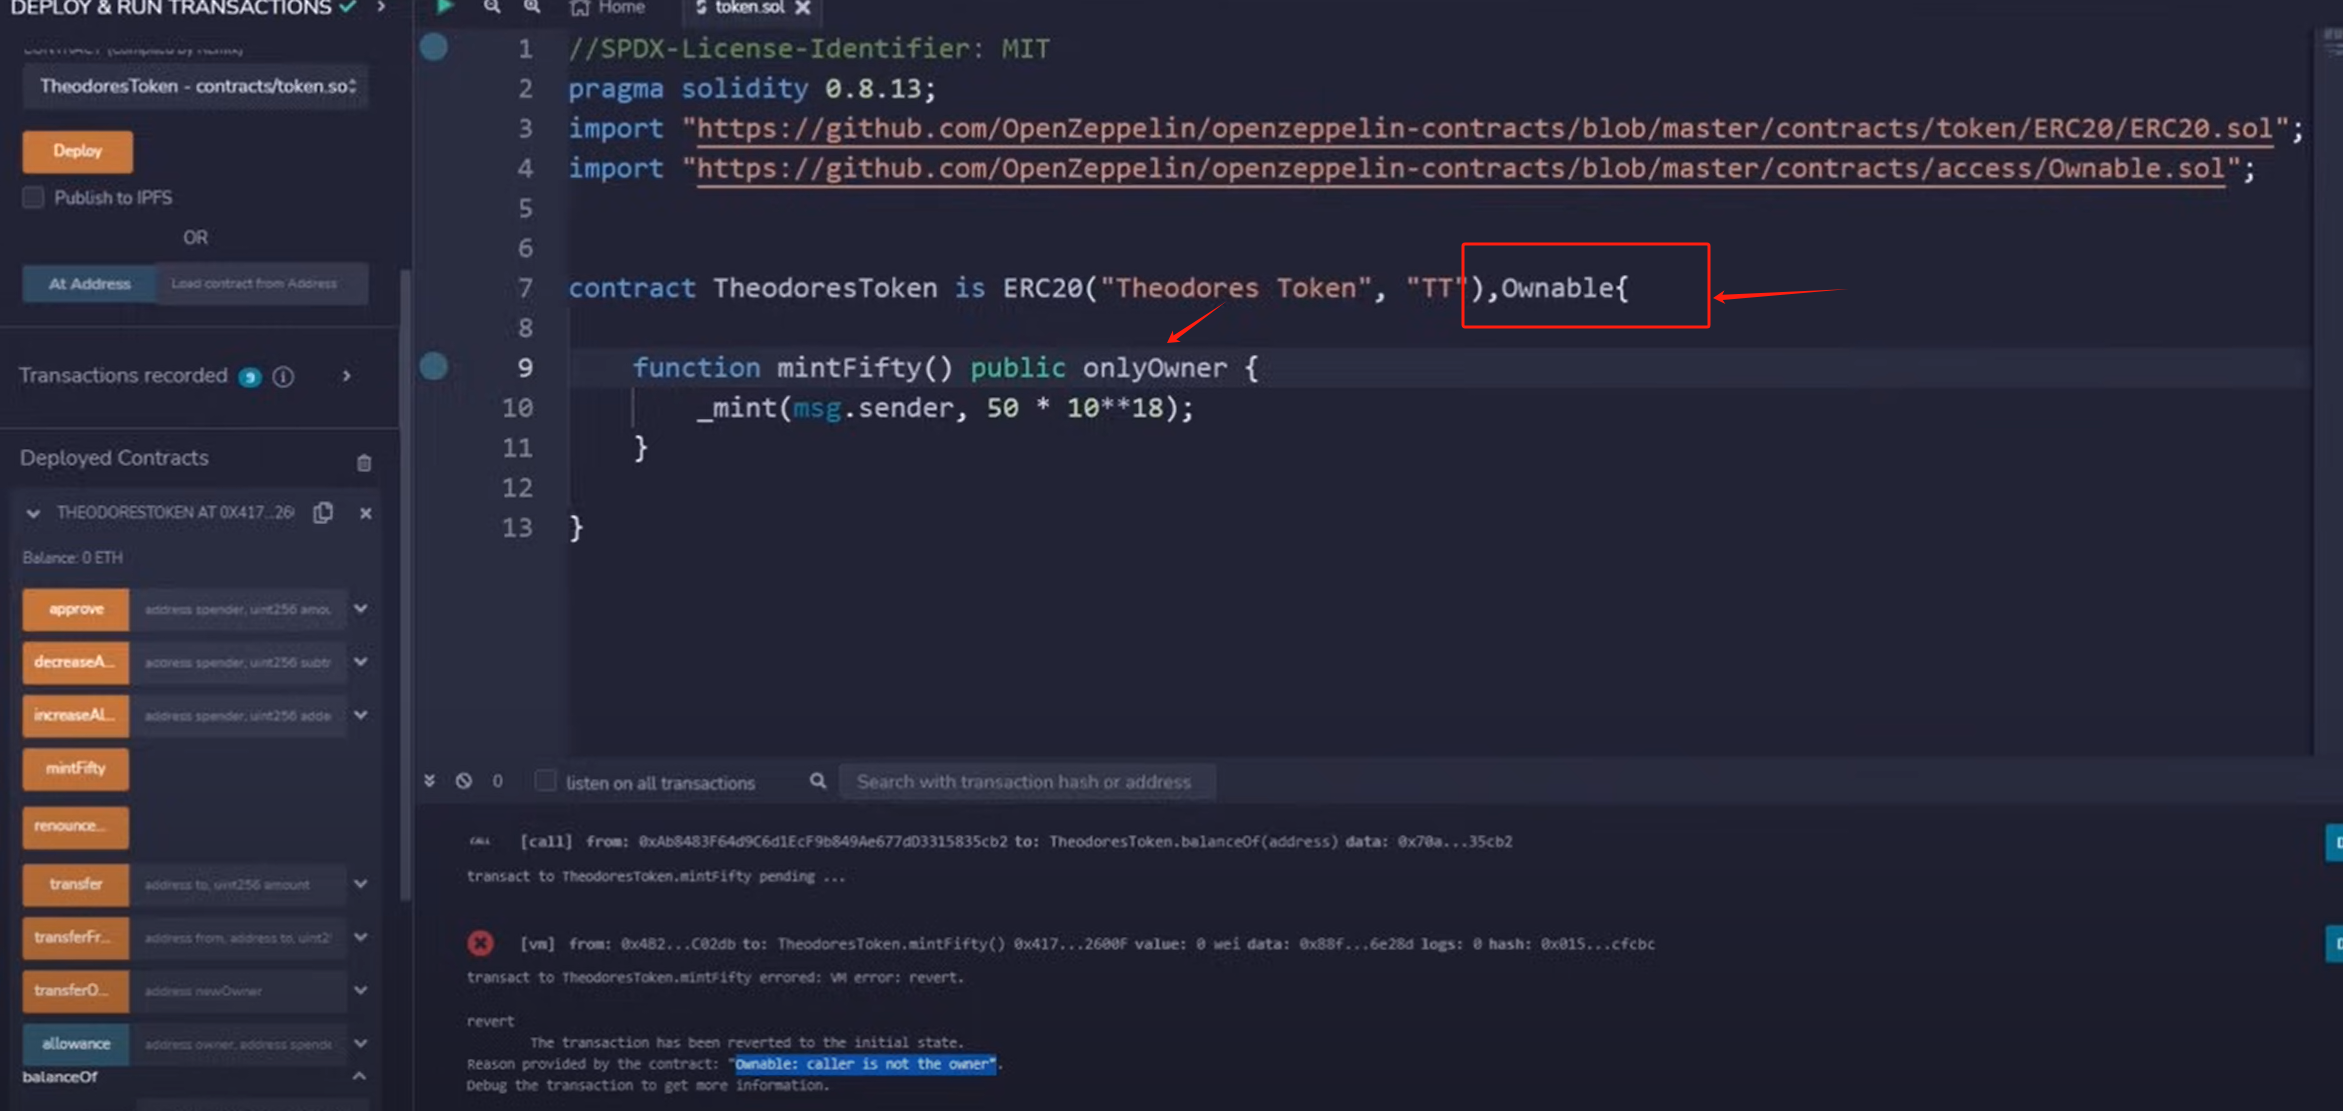 DEPLOY & RUN TRANSACTIONS
CONTRACT (Compiled by Remix)
TheodoresToken - contracts/token.so
Deploy
Publish to IPFS
OR
At Address Load contract from Address
Transactions recorded 9 i
Deployed Contracts
THEODORESTOKEN AT 0X417...26
Balance: 0 ETH
approve address spender, uint256 amou
decreaseA... address spender, uint256 subtr
increaseAl... address spender, uint256 adde
mintFifty
renounce...
transfer address to, uint256 amount
transferFr... address from, address to, uint2
transferO... address newOwner
allowance address owner, address spende
balanceOf
Home token.sol
1 //SPDX-License-Identifier: MIT
2 pragma solidity 0.8.13;
3 import "https://github.com/OpenZeppelin/openzeppelin-contracts/blob/master/contracts/token/ERC20/ERC20.sol";
4 import "https://github.com/OpenZeppelin/openzeppelin-contracts/blob/master/contracts/access/Ownable.sol";
5
6
7 contract TheodoresToken is ERC20("Theodores Token", "TT"),Ownable{
8
9 function mintFifty() public onlyOwner {
10 _mint(msg.sender, 50 * 10**18);
11 }
12
13 }
0 listen on all transactions Search with transaction hash or address
CALL [call] from: 0xAb8483F64d9C6d1EcF9b849Ae677dD3315835cb2 to: TheodoresToken.balanceOf(address) data: 0x70a...35cb2
transact to TheodoresToken.mintFifty pending ...
[vm] from: 0x4B2...C02db to: TheodoresToken.mintFifty() 0x417...2600F value: 0 wei data: 0x88f...6e28d logs: 0 hash: 0x015...cfcbc
transact to TheodoresToken.mintFifty errored: VM error: revert.
revert
The transaction has been reverted to the initial state.
Reason provided by the contract: "Ownable: caller is not the owner".
Debug the transaction to get more information.